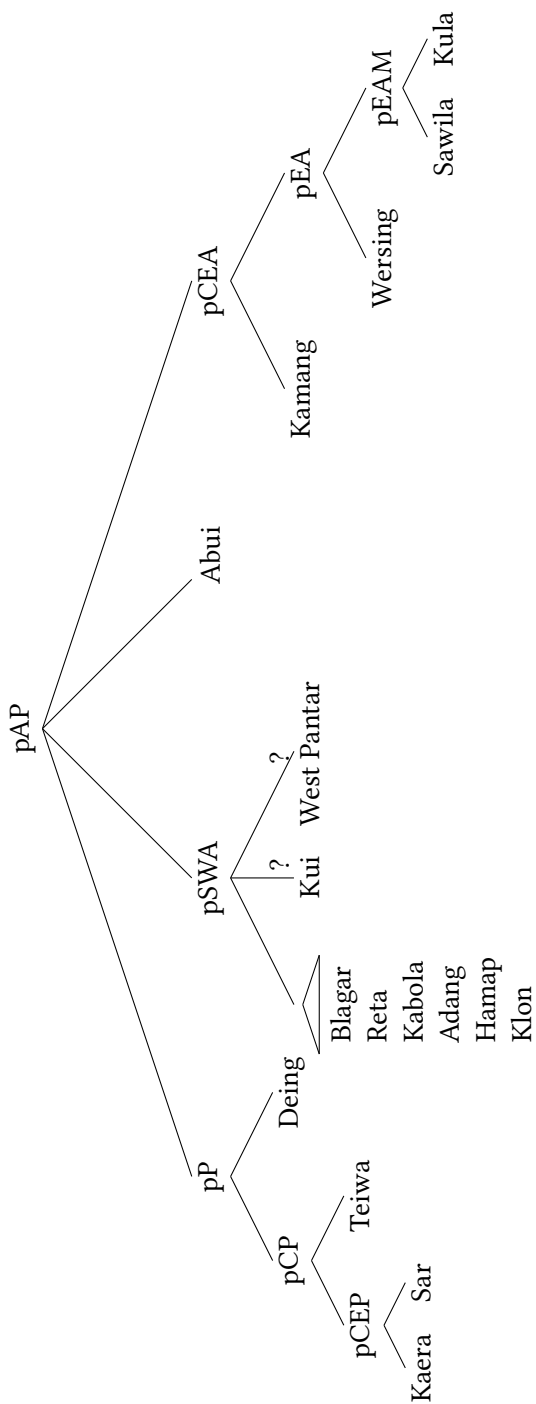 pAP
pP
pSWA
Abui
pCEA
pCP
Deing
?
Kui
?
West Pantar
Kamang
pEA
pCEP
Teiwa
Blagar
Reta
Kabola
Adang
Hamap
Klon
Wersing
pEAM
Kaera
Sar
Sawila
Kula